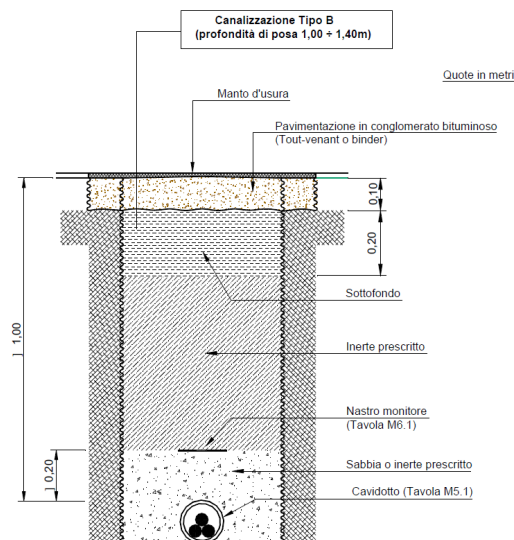 Canalizzazione Tipo B
(profondità di posa 1,00 ÷ 1,40m)
Quote in metri
Manto d'usura
Pavimentazione in conglomerato bituminoso
(Tout-venant o binder)
0,10
0,20
] 1,00
Sottofondo
Inerte prescritto
Nastro monitore
(Tavola M6.1)
] 0,20
Sabbia o inerte prescritto
Cavidotto (Tavola M5.1)